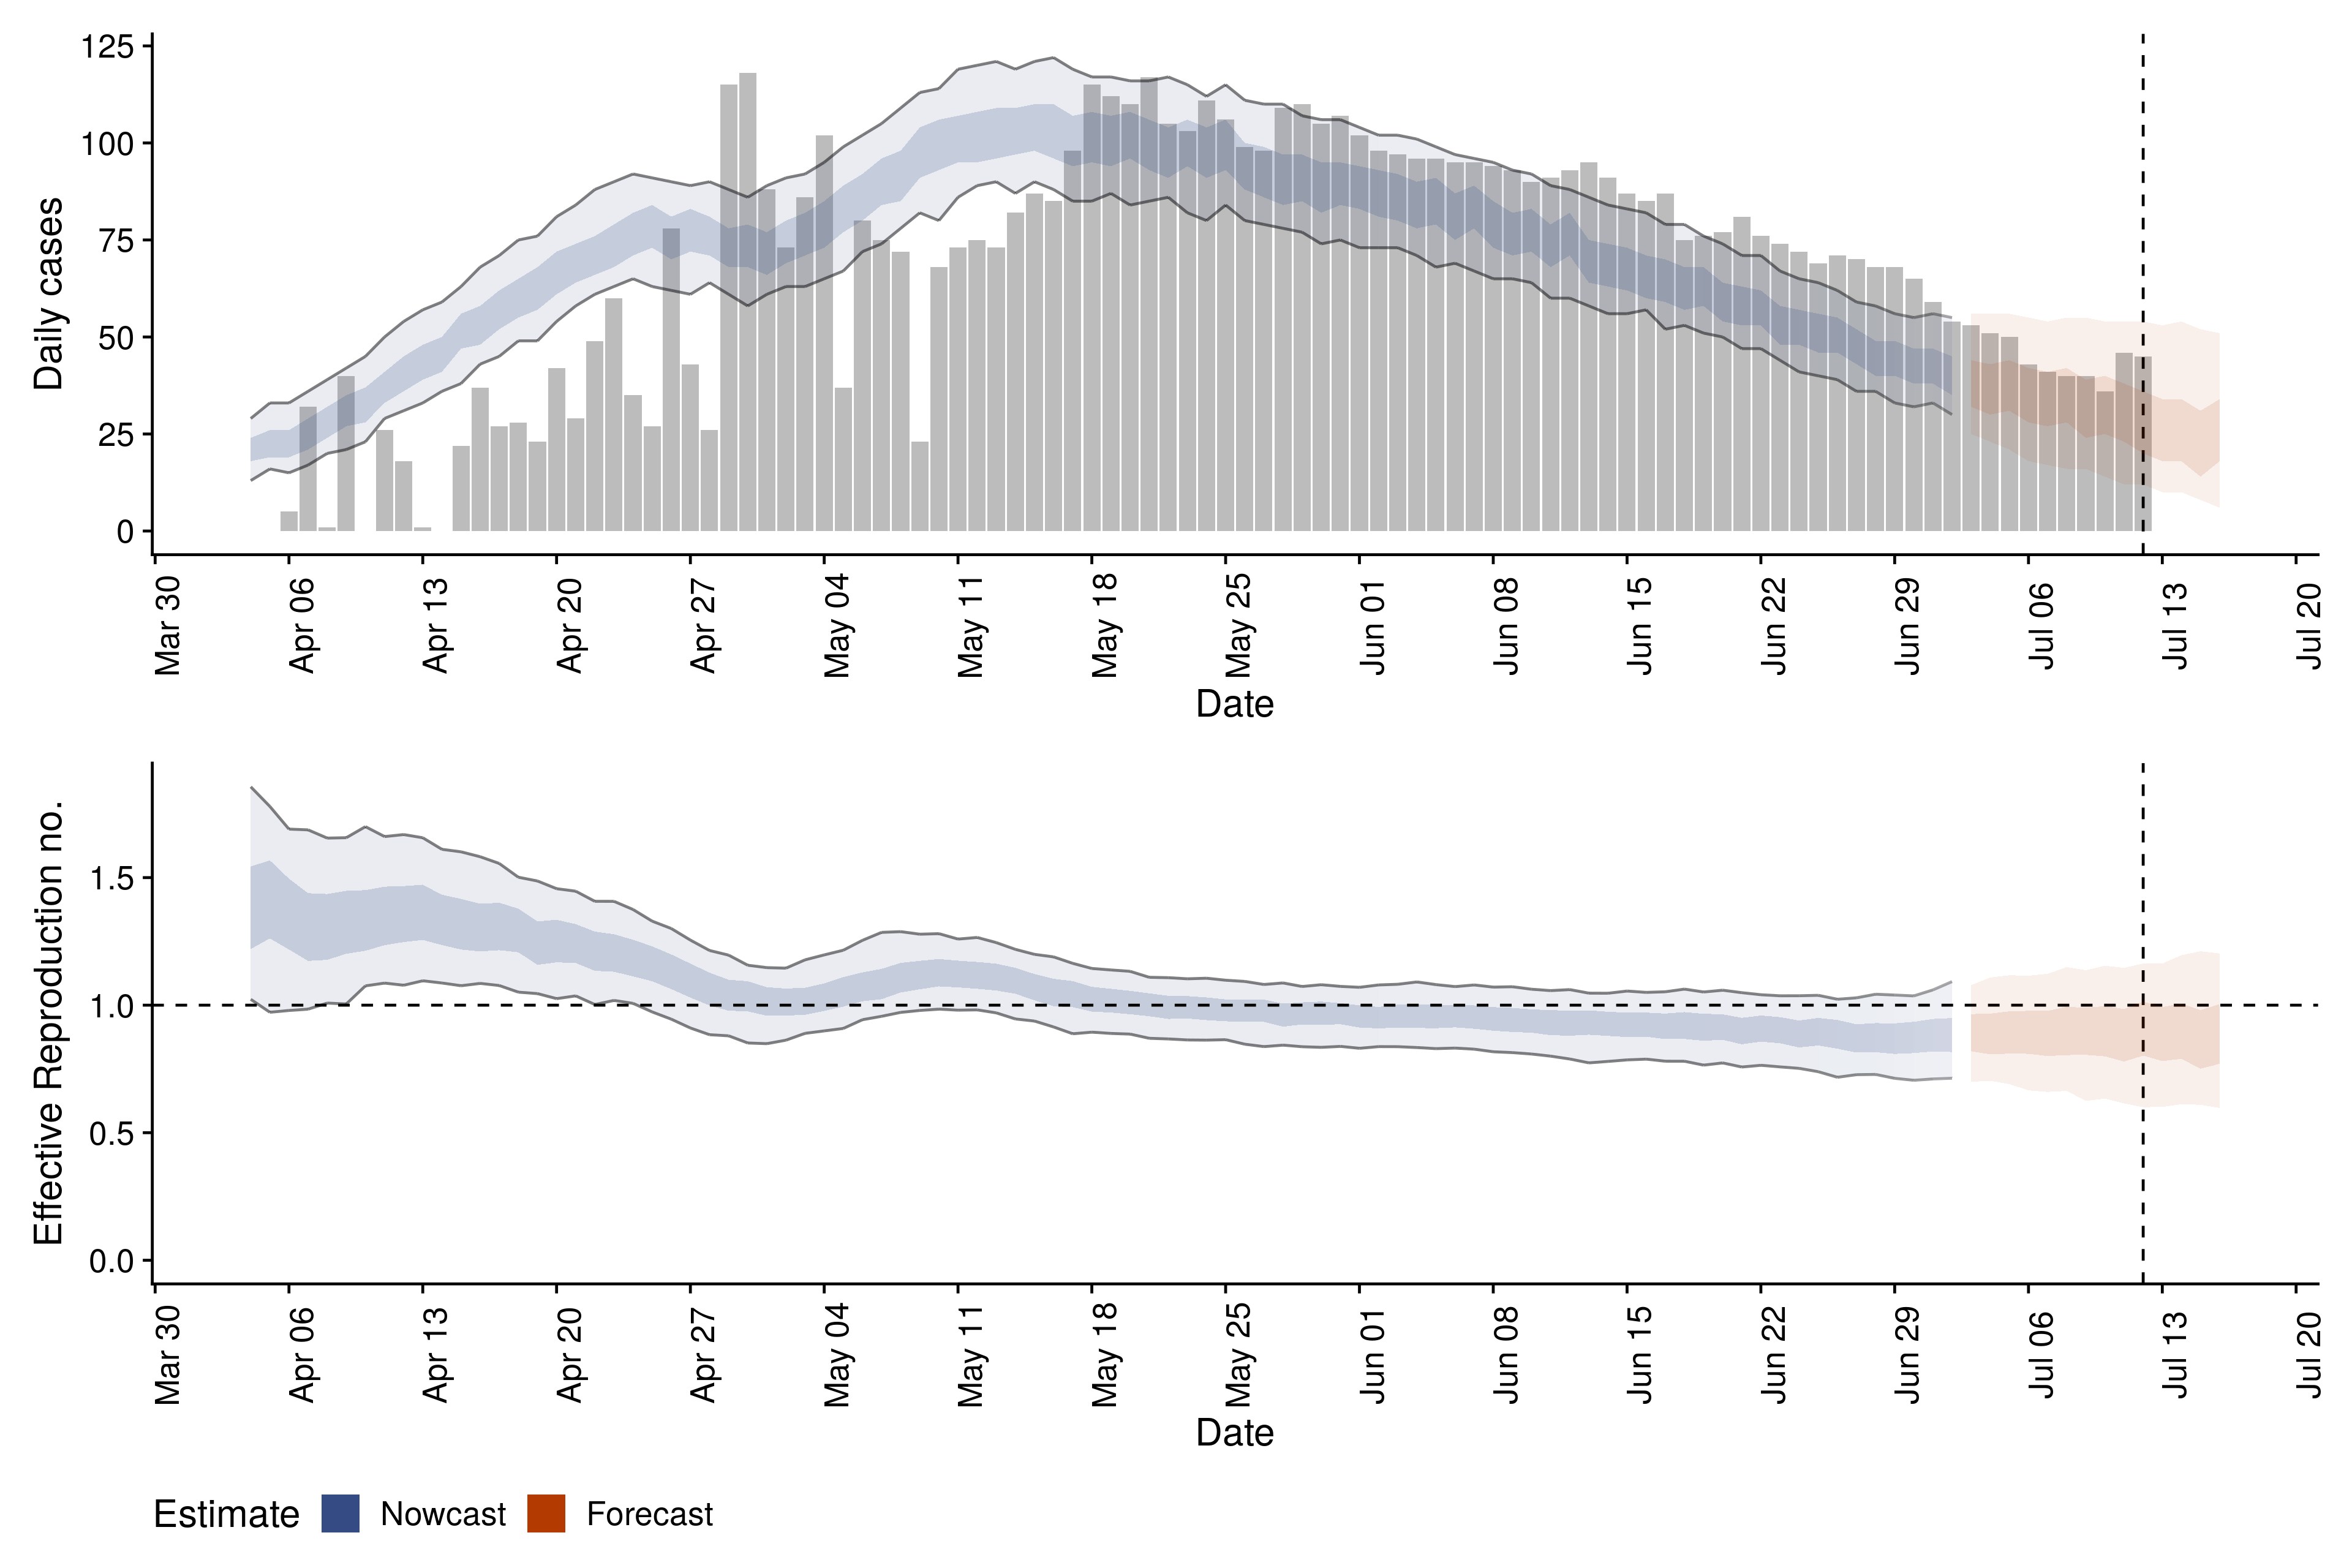 125
100
75
50
25
0
Daily cases
Mar 30
Apr 06
Apr 13
Apr 20
Apr 27
May 04
May 11
May 18
May 25
Jun 01
Jun 08
Jun 15
Jun 22
Jun 29
Jul 06
Jul 13
Jul 20
Date
1.5
1.0
0.5
0.0
Effective Reproduction no.
Mar 30
Apr 06
Apr 13
Apr 20
Apr 27
May 04
May 11
May 18
May 25
Jun 01
Jun 08
Jun 15
Jun 22
Jun 29
Jul 06
Jul 13
Jul 20
Date
Estimate Nowcast Forecast